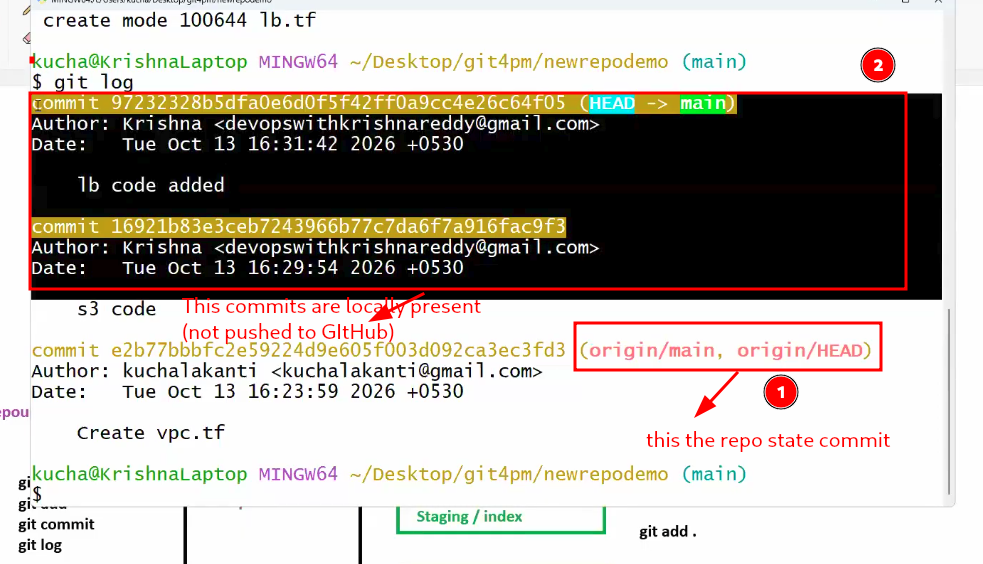 create mode 100644 lb.tf
kucha@KrishnaLaptop MINGW64 ~/Desktop/git4pm/newrepodemo (main)
2
$ git log
commit 97232328b5dfa0e6d0f5f42ff0a9cc4e26c64f05 (HEAD -> main)
Author: Krishna <devopswithkrishnareddy@gmail.com>
Date:   Tue Oct 13 16:31:42 2026 +0530
lb code added
commit 16921b83e3ceb7243966b77c7da6f7a916fac9f3
Author: Krishna <devopswithkrishnareddy@gmail.com>
Date:   Tue Oct 13 16:29:54 2026 +0530
s3 code
This commits are locally present
(not pushed to GItHub)
commit e2b77bbbfc2e59224d9e605f003d092ca3ec3fd3 (origin/main, origin/HEAD)
Author: kuchalakanti <kuchalakanti@gmail.com>
Date:   Tue Oct 13 16:23:59 2026 +0530
1
Create vpc.tf
this the repo state commit
kucha@KrishnaLaptop MINGW64 ~/Desktop/git4pm/newrepodemo (main)
$
git commit
git log
Staging / index
git add .